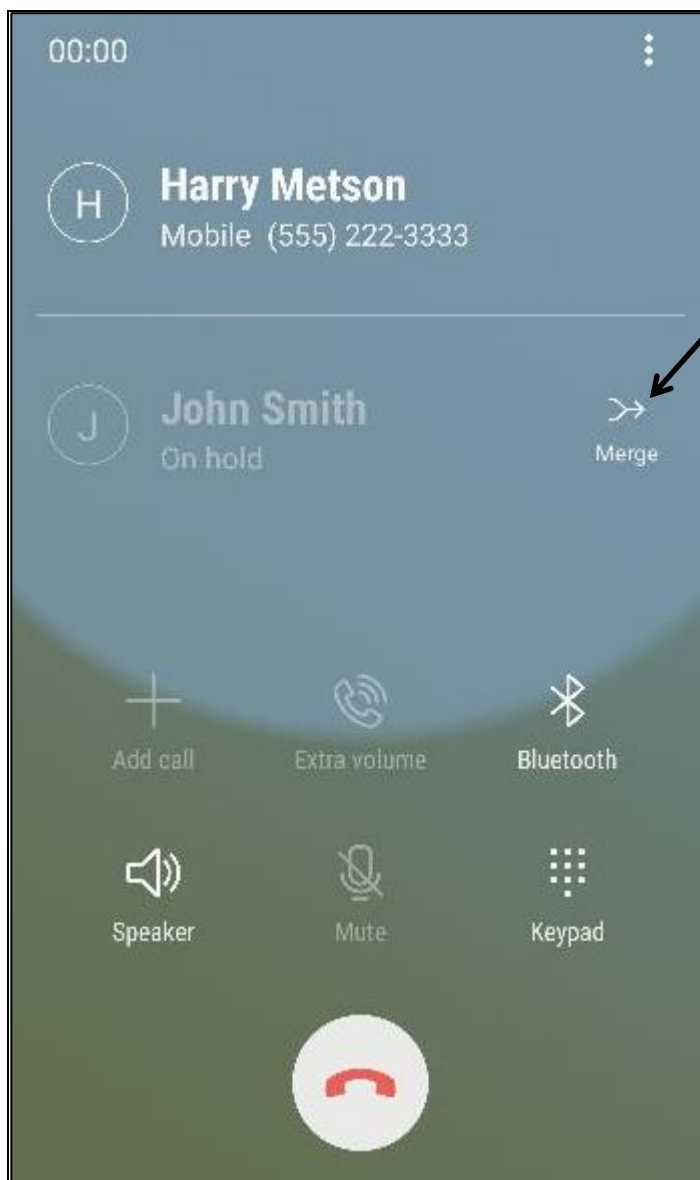 00:00
H
Harry Metson
Mobile (555) 222-3333
J
John Smith
On hold
Merge
Add call
Extra volume
Bluetooth
Speaker
Mute
Keypad